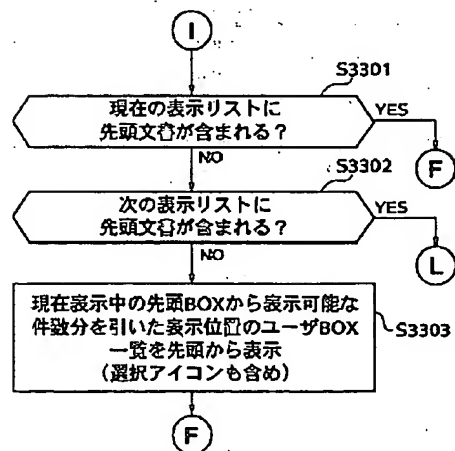 I
S3301
現在の表示リストに
先頭文書が含まれる？
YES
F
NO
S3302
次の表示リストに
先頭文書が含まれる？
YES
L
NO
現在表示中の先頭BOXから表示可能な
件数分を引いた表示位置のユーザBOX
一覧を先頭から表示
（選択アイコンも含め）
S3303
F